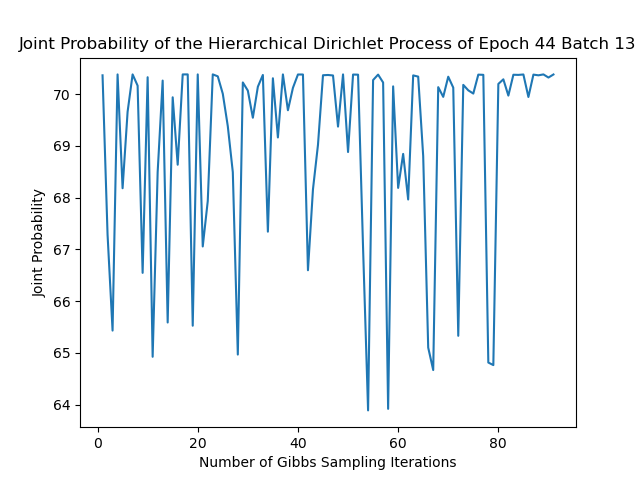 Joint Probability of the Hierarchical Dirichlet Process of Epoch 44 Batch 13
70
69
68
67
66
65
64
Joint Probability
0 20 40 60 80
Number of Gibbs Sampling Iterations